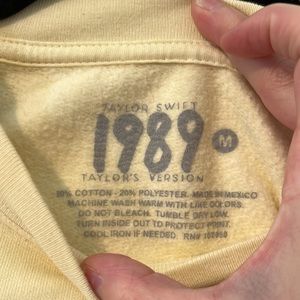 TAYLOR SWIFT
1989
M
TAYLOR'S VERSION
80% COTTON - 20% POLYESTER. MADE IN MEXICO
MACHINE WASH WARM WITH LIKE COLORS.
DO NOT BLEACH. TUMBLE DRY LOW.
TURN INSIDE OUT TO PROTECT PRINT.
COOL IRON IF NEEDED. RN#